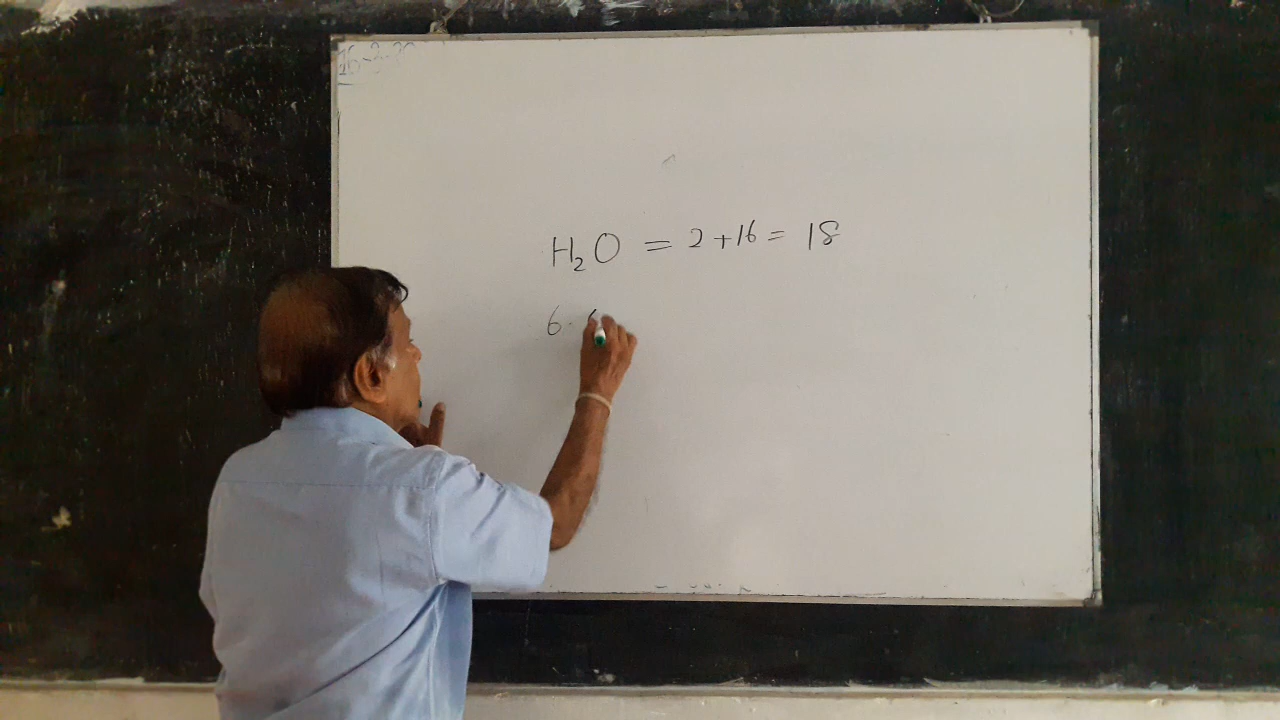 H₂O = 2+16 = 18
6.